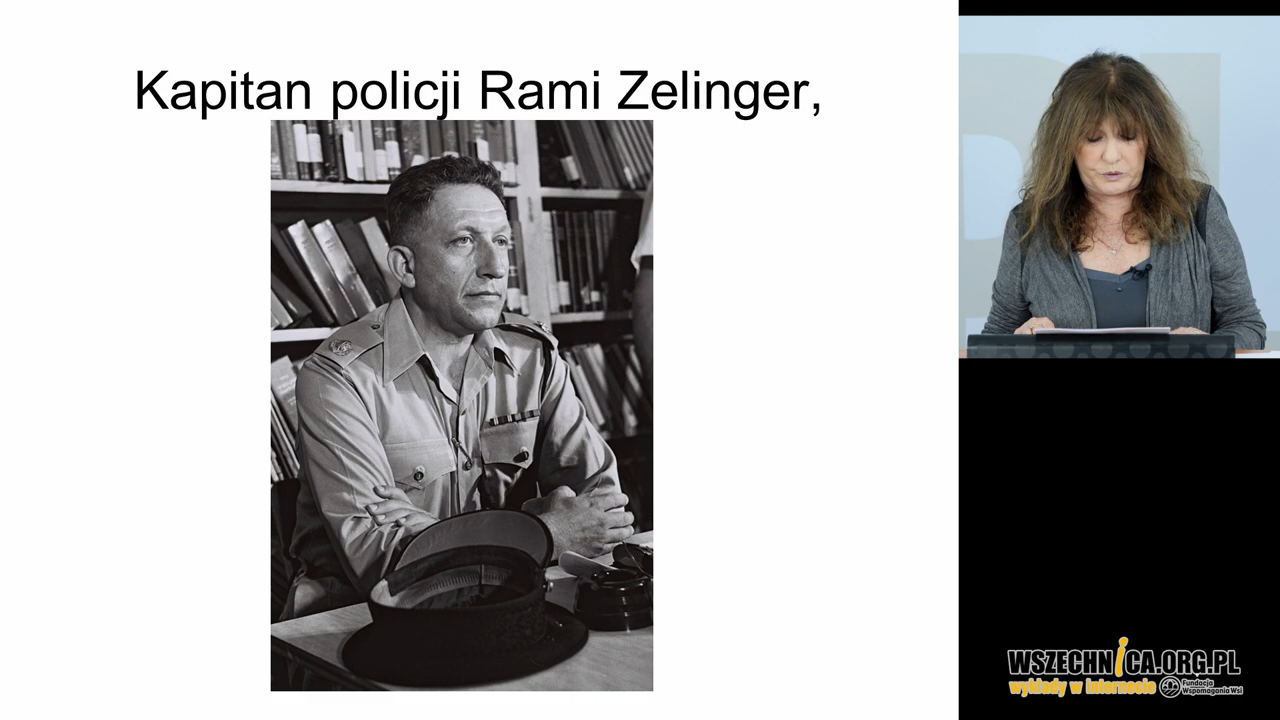 Kapitan policji Rami Zelinger,
WSZECHNICA.ORG.PL
wykłady w internecie
Fundacja
Wspomagania Wsi